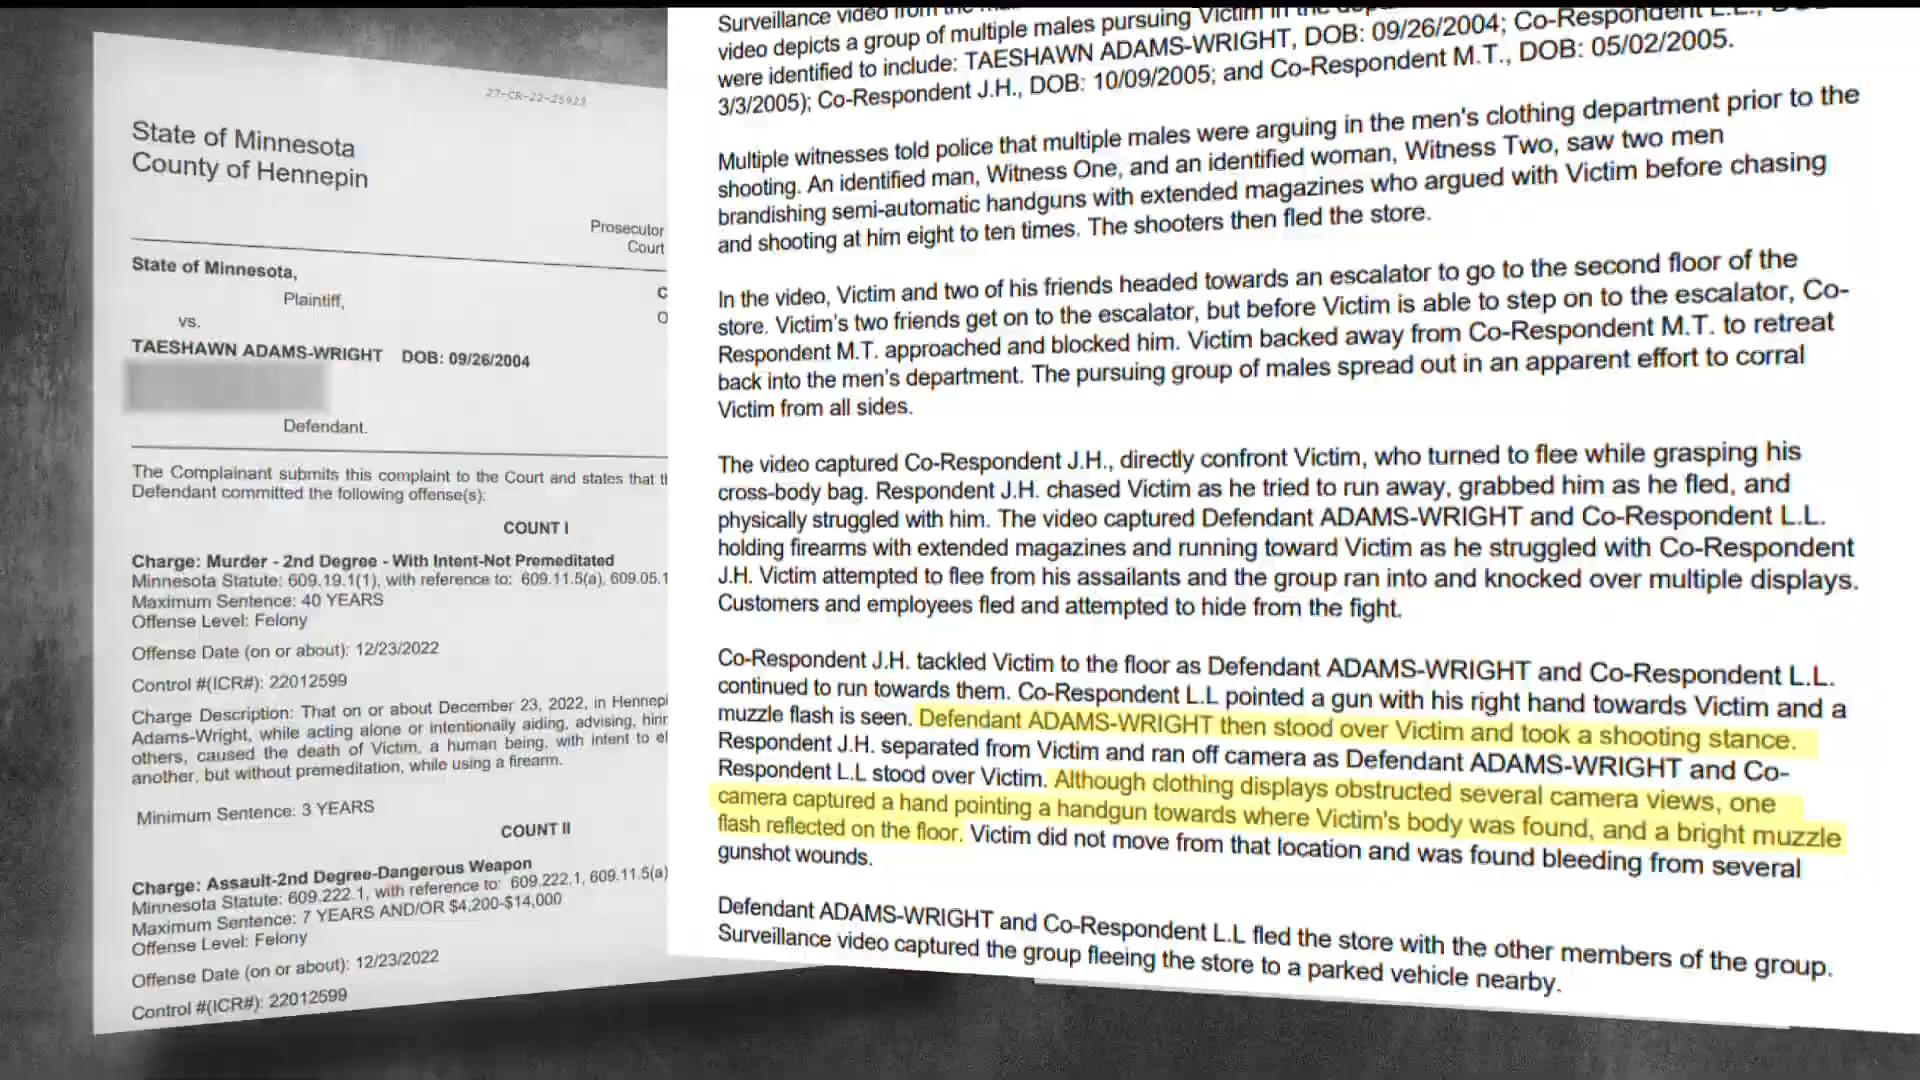 27-CR-22-25923
State of Minnesota
County of Hennepin
Prosecutor
Court
State of Minnesota,
Plaintiff,
vs.
TAESHAWN ADAMS-WRIGHT DOB: 09/26/2004
Defendant.
The Complainant submits this complaint to the Court and states that
Defendant committed the following offense(s):
COUNT I
Charge: Murder - 2nd Degree - With Intent-Not Premeditated
Minnesota Statute: 609.19.1(1), with reference to: 609.11.5(a), 609.05.1
Maximum Sentence: 40 YEARS
Offense Level: Felony
Offense Date (on or about): 12/23/2022
Control #(ICR#): 22012599
Charge Description: That on or about December 23, 2022, in Hennepi
Adams-Wright, while acting alone or intentionally aiding, advising, hiri
others, caused the death of Victim, a human being, with intent to ef
another, but without premeditation, while using a firearm.
Minimum Sentence: 3 YEARS
COUNT II
Charge: Assault-2nd Degree-Dangerous Weapon
Minnesota Statute: 609.222.1, with reference to: 609.222.1, 609.11.5(a)
Maximum Sentence: 7 YEARS AND/OR $4,200-$14,000
Offense Level: Felony
Offense Date (on or about): 12/23/2022
Control #(ICR#): 22012599
Surveillance video from the
video depicts a group of multiple males pursuing Victim in the
were identified to include: TAESHAWN ADAMS-WRIGHT, DOB: 09/26/2004; Co-Respondent L.L.,
3/3/2005); Co-Respondent J.H., DOB: 10/09/2005; and Co-Respondent M.T., DOB: 05/02/2005.
Multiple witnesses told police that multiple males were arguing in the men's clothing department prior to the
shooting. An identified man, Witness One, and an identified woman, Witness Two, saw two men
brandishing semi-automatic handguns with extended magazines who argued with Victim before chasing
and shooting at him eight to ten times. The shooters then fled the store.
In the video, Victim and two of his friends headed towards an escalator to go to the second floor of the
store. Victim's two friends get on to the escalator, but before Victim is able to step on to the escalator, Co-
Respondent M.T. approached and blocked him. Victim backed away from Co-Respondent M.T. to retreat
back into the men's department. The pursuing group of males spread out in an apparent effort to corral
Victim from all sides.
The video captured Co-Respondent J.H., directly confront Victim, who turned to flee while grasping his
cross-body bag. Respondent J.H. chased Victim as he tried to run away, grabbed him as he fled, and
physically struggled with him. The video captured Defendant ADAMS-WRIGHT and Co-Respondent L.L.
holding firearms with extended magazines and running toward Victim as he struggled with Co-Respondent
J.H. Victim attempted to flee from his assailants and the group ran into and knocked over multiple displays.
Customers and employees fled and attempted to hide from the fight.
Co-Respondent J.H. tackled Victim to the floor as Defendant ADAMS-WRIGHT and Co-Respondent L.L.
continued to run towards them. Co-Respondent L.L pointed a gun with his right hand towards Victim and a
muzzle flash is seen. Defendant ADAMS-WRIGHT then stood over Victim and took a shooting stance.
Respondent J.H. separated from Victim and ran off camera as Defendant ADAMS-WRIGHT and Co-
Respondent L.L stood over Victim. Although clothing displays obstructed several camera views, one
camera captured a hand pointing a handgun towards where Victim's body was found, and a bright muzzle
flash reflected on the floor. Victim did not move from that location and was found bleeding from several
gunshot wounds.
Defendant ADAMS-WRIGHT and Co-Respondent L.L fled the store with the other members of the group.
Surveillance video captured the group fleeing the store to a parked vehicle nearby.